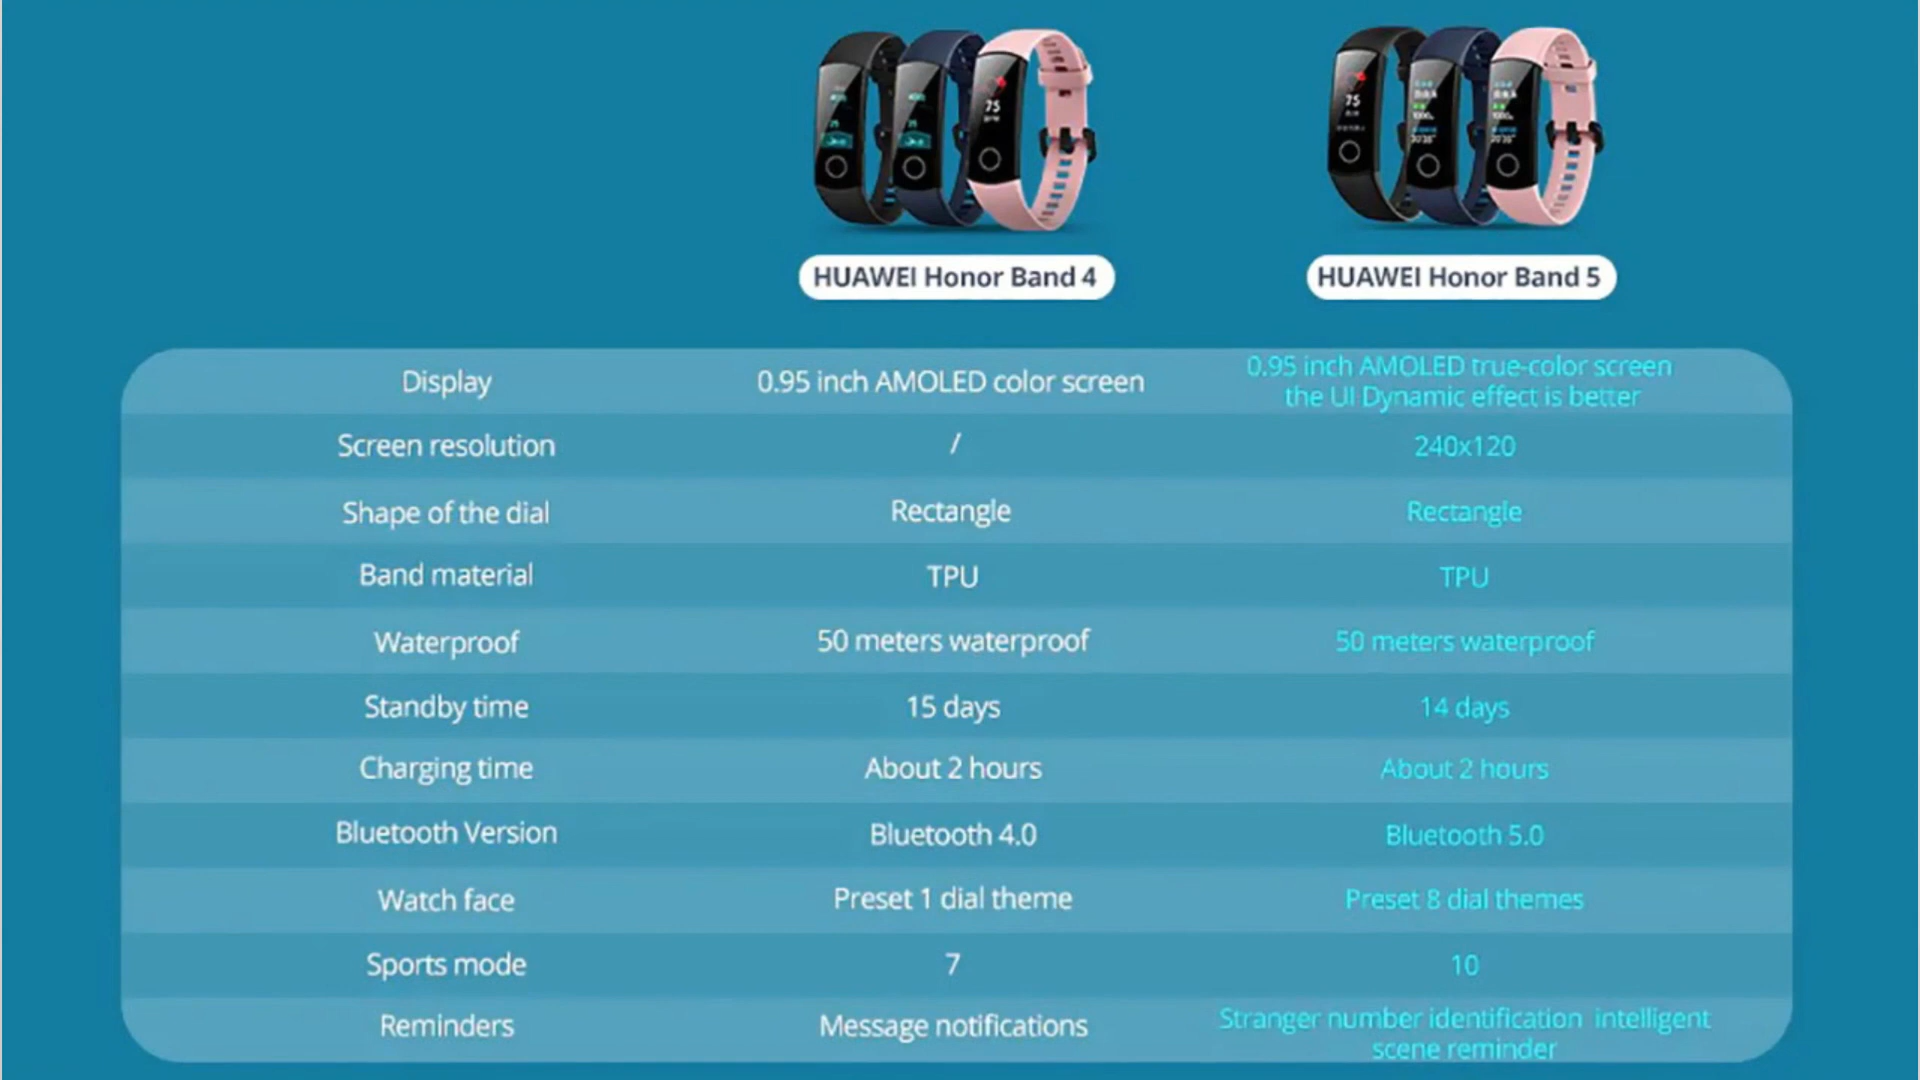 HUAWEI Honor Band 4
HUAWEI Honor Band 5
Display
0.95 inch AMOLED color screen
0.95 inch AMOLED true-color screen
the UI Dynamic effect is better
Screen resolution
/
240x120
Shape of the dial
Rectangle
Rectangle
Band material
TPU
TPU
Waterproof
50 meters waterproof
50 meters waterproof
Standby time
15 days
14 days
Charging time
About 2 hours
About 2 hours
Bluetooth Version
Bluetooth 4.0
Bluetooth 5.0
Watch face
Preset 1 dial theme
Preset 8 dial themes
Sports mode
7
10
Reminders
Message notifications
Stranger number identification intelligent
scene reminder
75
75